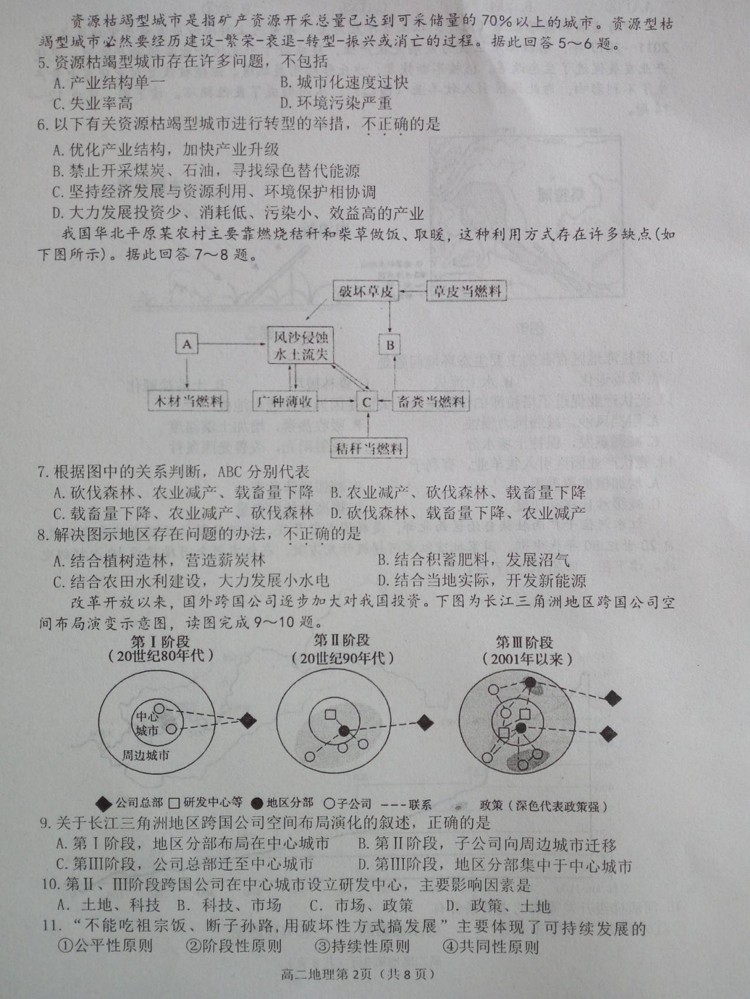 资源枯竭型城市是指矿产资源开采总量已达到可采储量的70%以上的城市。资源型枯
竭型城市必然要经历建设-繁荣-衰退-转型-振兴或消亡的过程。据此回答5～6题。
5.资源枯竭型城市存在许多问题，不包括
A.产业结构单一 B.城市化速度过快
C.失业率高 D.环境污染严重
6.以下有关资源枯竭型城市进行转型的举措，不正确的是
A.优化产业结构，加快产业升级
B.禁止开采煤炭、石油，寻找绿色替代能源
C.坚持经济发展与资源利用、环境保护相协调
D.大力发展投资少、消耗低、污染小、效益高的产业
我国华北平原某农村主要靠燃烧秸秆和柴草做饭、取暖，这种利用方式存在许多缺点(如
下图所示)。据此回答7～8题。
破坏草皮 草皮当燃料
A 风沙侵蚀 B
水土流失
木材当燃料 广种薄收 C 畜粪当燃料
秸秆当燃料
7.根据图中的关系判断，ABC分别代表
A.砍伐森林、农业减产、载畜量下降 B.农业减产、砍伐森林、载畜量下降
C.载畜量下降、农业减产、砍伐森林 D.砍伐森林、载畜量下降、农业减产
8.解决图示地区存在问题的办法，不正确的是
A.结合植树造林，营造薪炭林 B.结合积蓄肥料，发展沼气
C.结合农田水利建设，大力发展小水电 D.结合当地实际，开发新能源
改革开放以来，国外跨国公司逐步加大对我国投资。下图为长江三角洲地区跨国公司空
间布局演变示意图，读图完成9～10题。
第Ⅰ阶段 第Ⅱ阶段 第Ⅲ阶段
(20世纪80年代) (20世纪90年代) (2001年以来)
中心
城市
周边城市
公司总部 研发中心等 地区分部 子公司 ---联系 政策(深色代表政策强)
9.关于长江三角洲地区跨国公司空间布局演化的叙述，正确的是
A.第Ⅰ阶段，地区分部布局在中心城市 B.第Ⅱ阶段，子公司向周边城市迁移
C.第Ⅲ阶段，公司总部迁至中心城市 D.第Ⅲ阶段，地区分部集中于中心城市
10.第Ⅱ、Ⅲ阶段跨国公司在中心城市设立研发中心，主要影响因素是
A. 土地、科技 B. 科技、市场 C. 市场、政策 D. 政策、土地
11.“不能吃祖宗饭、断子孙路,用破坏性方式搞发展”主要体现了可持续发展的
①公平性原则 ②阶段性原则 ③持续性原则 ④共同性原则
高二地理第2页（共8页）